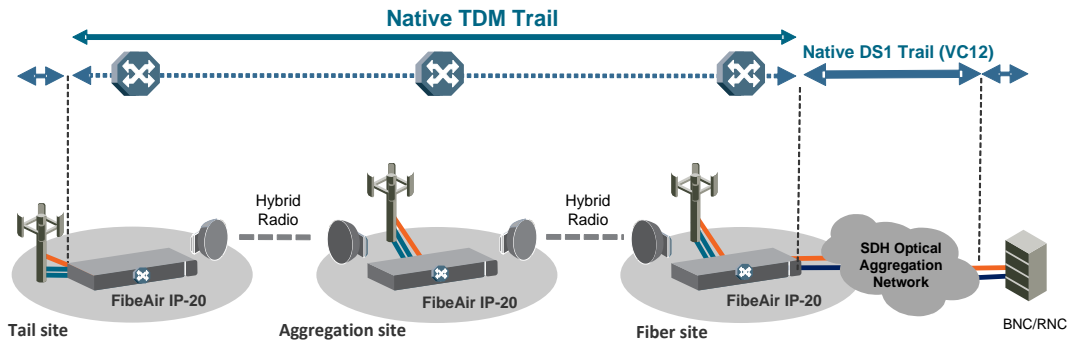 Native TDM Trail
Native DS1 Trail (VC12)
Hybrid
Radio
Hybrid
Radio
SDH Optical
Aggregation
Network
FibeAir IP-20
FibeAir IP-20
FibeAir IP-20
BNC/RNC
Tail site
Aggregation site
Fiber site